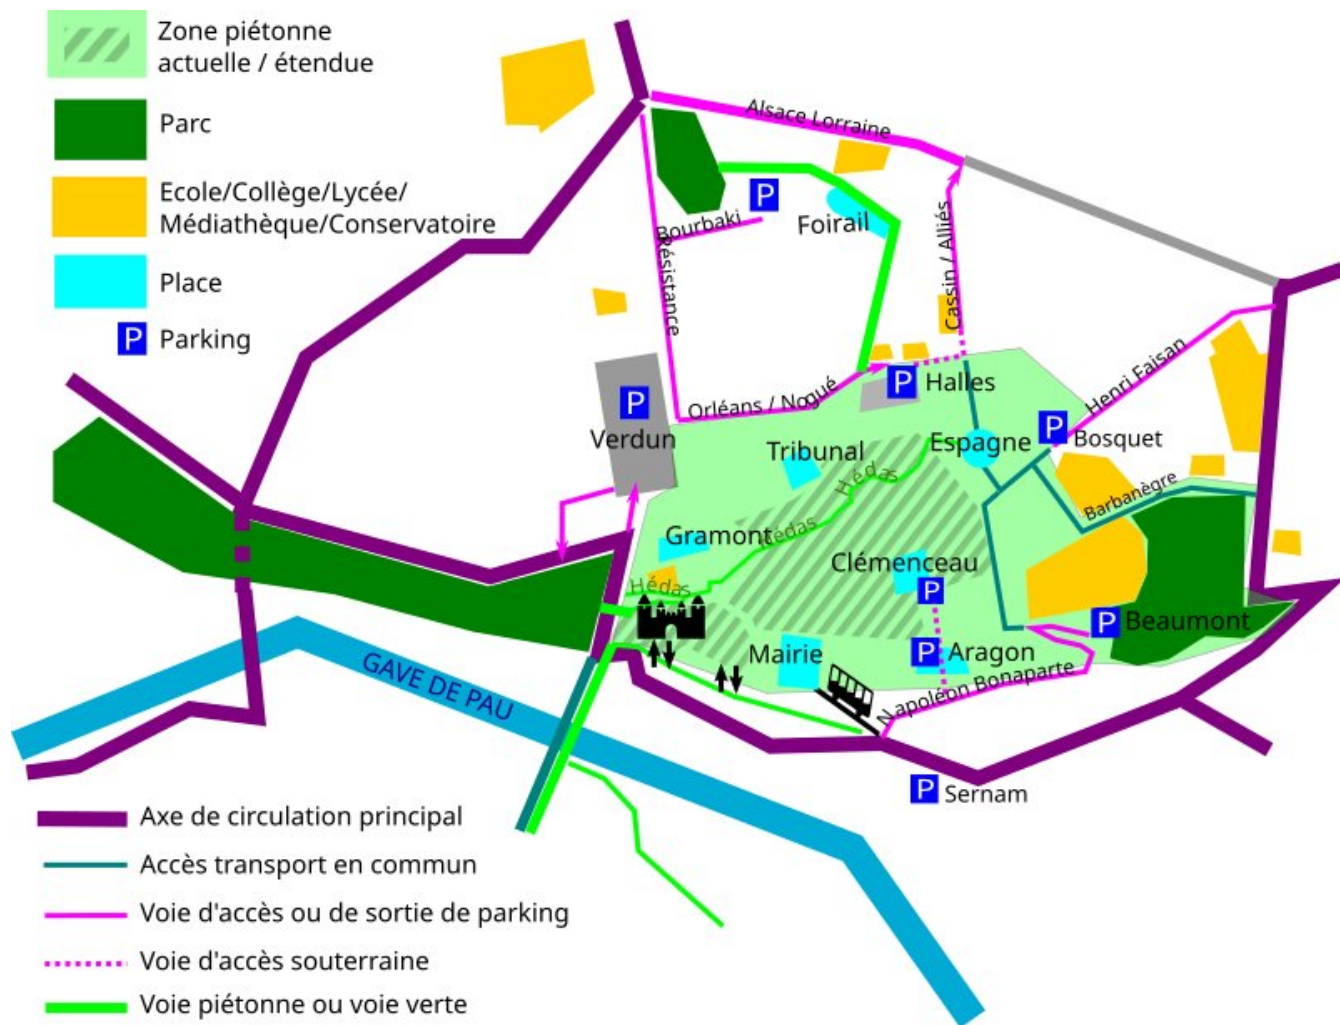 Zone piétonne
actuelle / étendue
Parc
Ecole/Collège/Lycée/
Médiathèque/Conservatoire
Place
P Parking
Alsace Lorraine
P
Bourbaki
Foirail
Résistance
Cassin / Alliés
Henri Faisan
P
Verdun
Orléans / Nogué
P Halles
Tribunal
Espagne
P Bosquet
Hédas
Barbanègre
Gramont
Hédas
Clémenceau
P
Hédas
P Beaumont
Mairie
P Aragon
Napoléon Bonaparte
GAVE DE PAU
P Sernam
Axe de circulation principal
Accès transport en commun
Voie d'accès ou de sortie de parking
Voie d'accès souterraine
Voie piétonne ou voie verte